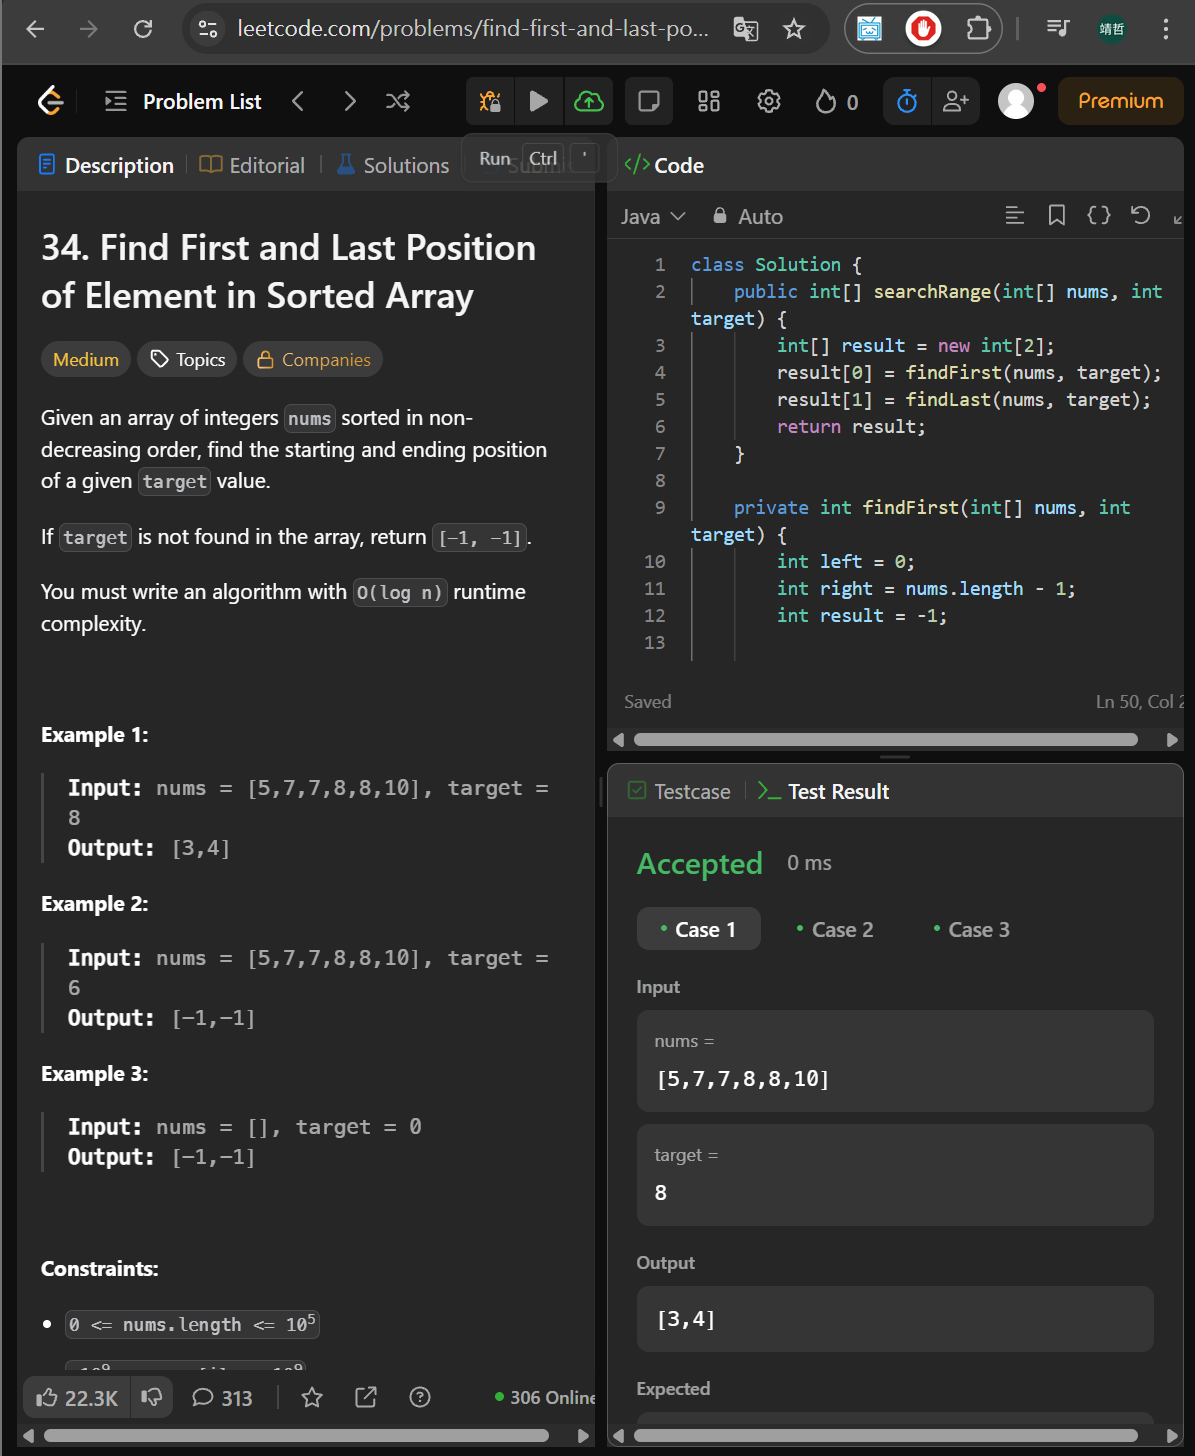 leetcode.com/problems/find-first-and-last-po...
靖哲
Problem List
0
Premium
Description
Editorial
Solutions
Run Ctrl '
Code
34. Find First and Last Position
of Element in Sorted Array
Medium
Topics
Companies
Given an array of integers nums sorted in non-
decreasing order, find the starting and ending position
of a given target value.
If target is not found in the array, return [-1, -1].
You must write an algorithm with O(log n) runtime
complexity.
Example 1:
Input: nums = [5,7,7,8,8,10], target =
8
Output: [3,4]
Example 2:
Input: nums = [5,7,7,8,8,10], target =
6
Output: [-1,-1]
Example 3:
Input: nums = [], target = 0
Output: [-1,-1]
Constraints:
• 0 <= nums.length <= 10⁵
22.3K
313
306 Online
Java
Auto
1 class Solution {
2 public int[] searchRange(int[] nums, int
target) {
3 int[] result = new int[2];
4 result[0] = findFirst(nums, target);
5 result[1] = findLast(nums, target);
6 return result;
7 }
8
9 private int findFirst(int[] nums, int
target) {
10 int left = 0;
11 int right = nums.length - 1;
12 int result = -1;
13
Saved
Ln 50, Col 2
Testcase
Test Result
Accepted
0 ms
Case 1
Case 2
Case 3
Input
nums =
[5,7,7,8,8,10]
target =
8
Output
[3,4]
Expected